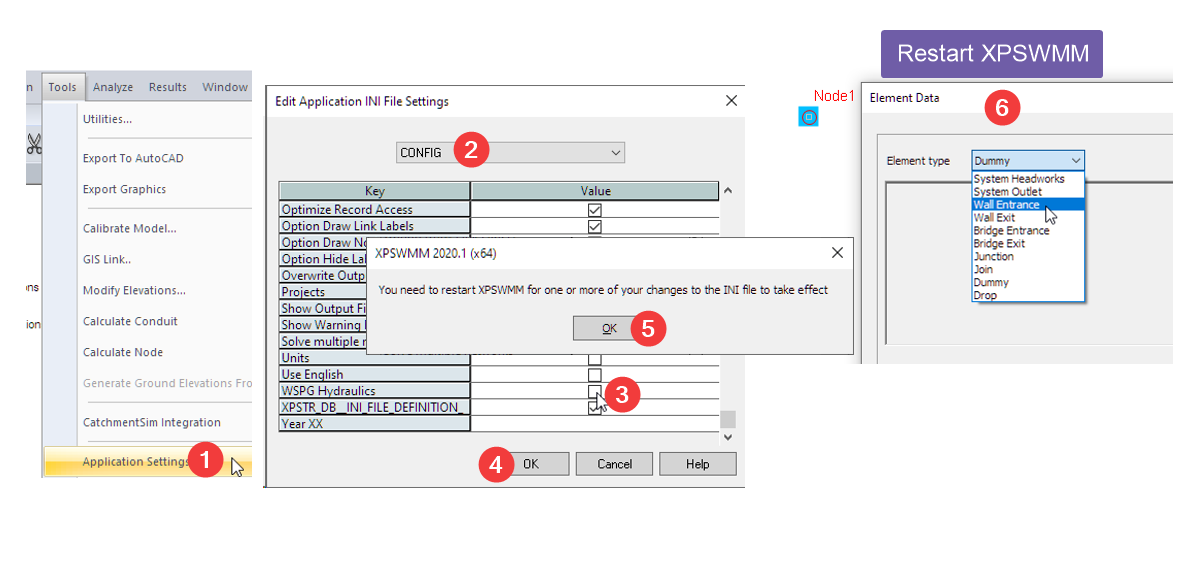 Restart XPSWMM
n
Tools
Analyze
Results
Window
Utilities...
Export To AutoCAD
Export Graphics
Calibrate Model...
GIS Link..
Modify Elevations...
ns
Calculate Conduit
ion
Calculate Node
Generate Ground Elevations Fro
CatchmentSim Integration
Application Settings
1
Edit Application INI File Settings
CONFIG
2
Key Value
Optimize Record Access
Option Draw Link Labels
Option Draw No
Option Hide Lab
Overwrite Outp
Projects
Show Output Fi
Show Warning
Solve multiple r
Units
Use English
WSPG Hydraulics
3
XPSTR_DB__INI_FILE_DEFINITION_
Year XX
4
OK
Cancel
Help
XPSWMM 2020.1 (x64)
You need to restart XPSWMM for one or more of your changes to the INI file to take effect
OK
5
Node1
Element Data
6
Element type
Dummy
System Headworks
System Outlet
Wall Entrance
Wall Exit
Bridge Entrance
Bridge Exit
Junction
Join
Dummy
Drop